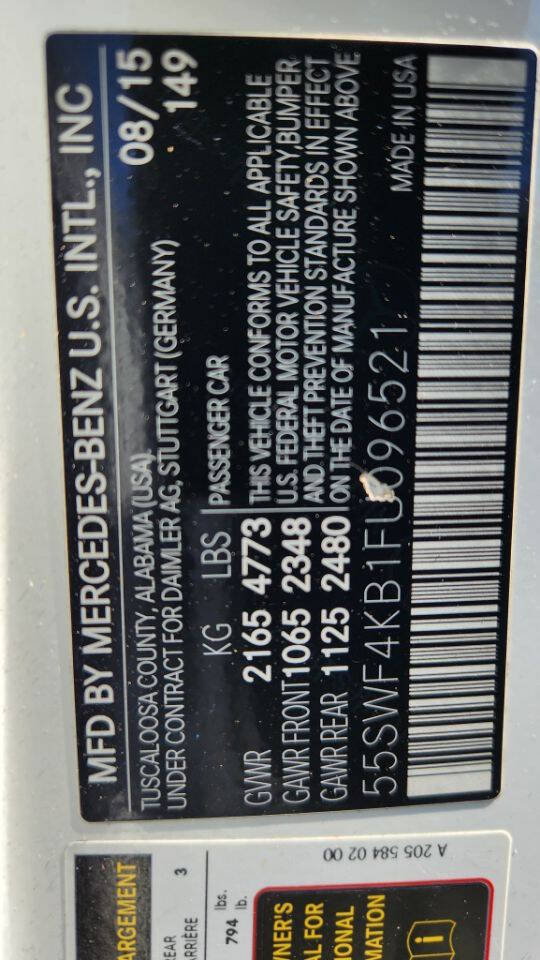 MFD BY MERCEDES-BENZ U.S. INTL., INC
TUSCALOOSA COUNTY, ALABAMA (USA) 08/15
UNDER CONTRACT FOR DAIMLER AG, STUTTGART (GERMANY) 149
KG LBS PASSENGER CAR
GVWR 2165 4773 THIS VEHICLE CONFORMS TO ALL APPLICABLE
U.S. FEDERAL MOTOR VEHICLE SAFETY, BUMPER,
GAWR FRONT 1065 2348 AND THEFT PREVENTION STANDARDS IN EFFECT
GAWR REAR 1125 2480 ON THE DATE OF MANUFACTURE SHOWN ABOVE
55SWF4KB1FU096521 MADE IN USA
ARGEMENT
REAR
ARRIÈRE 3
794 lbs.
lb.
NER'S
AL FOR
IONAL
MATION
i
A 205 584 02 00